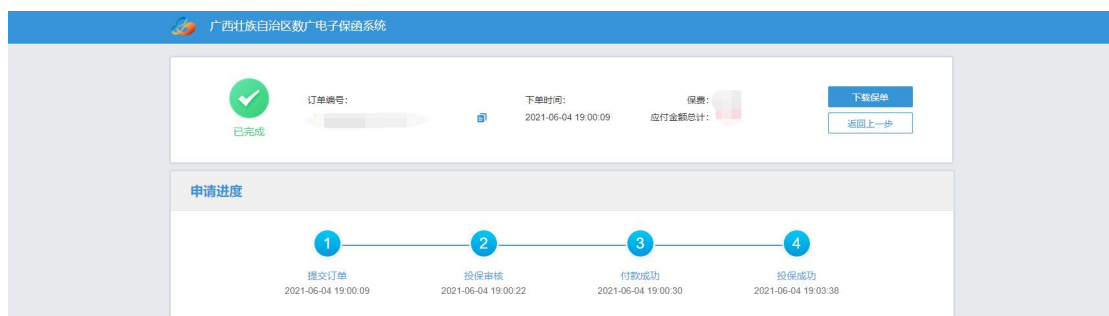 广西壮族自治区数广电子保函系统
订单编号：
下单时间：
保费：
下载保单
2021-06-04 19:00:09
应付金额总计：
已完成
返回上一步
申请进度
1
2
3
4
提交订单
投保审核
付款成功
投保成功
2021-06-04 19:00:09
2021-06-04 19:00:22
2021-06-04 19:00:30
2021-06-04 19:03:38